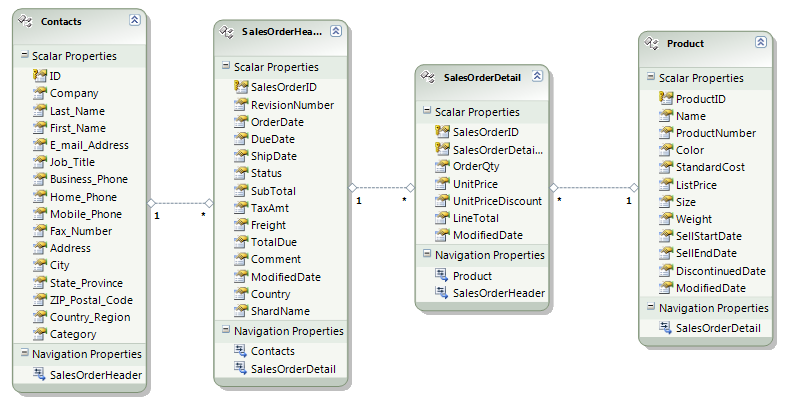 Contacts
Scalar Properties
ID
Company
Last_Name
First_Name
E_mail_Address
Job_Title
Business_Phone
Home_Phone
Mobile_Phone
Fax_Number
Address
City
State_Province
ZIP_Postal_Code
Country_Region
Category
Navigation Properties
SalesOrderHeader
1
*
SalesOrderHea...
Scalar Properties
SalesOrderID
RevisionNumber
OrderDate
DueDate
ShipDate
Status
SubTotal
TaxAmt
Freight
TotalDue
Comment
ModifiedDate
Country
ShardName
Navigation Properties
Contacts
SalesOrderDetail
1
*
SalesOrderDetail
Scalar Properties
SalesOrderID
SalesOrderDetai...
OrderQty
UnitPrice
UnitPriceDiscount
LineTotal
ModifiedDate
Navigation Properties
Product
SalesOrderHeader
*
1
Product
Scalar Properties
ProductID
Name
ProductNumber
Color
StandardCost
ListPrice
Size
Weight
SellStartDate
SellEndDate
DiscontinuedDate
ModifiedDate
Navigation Properties
SalesOrderDetail